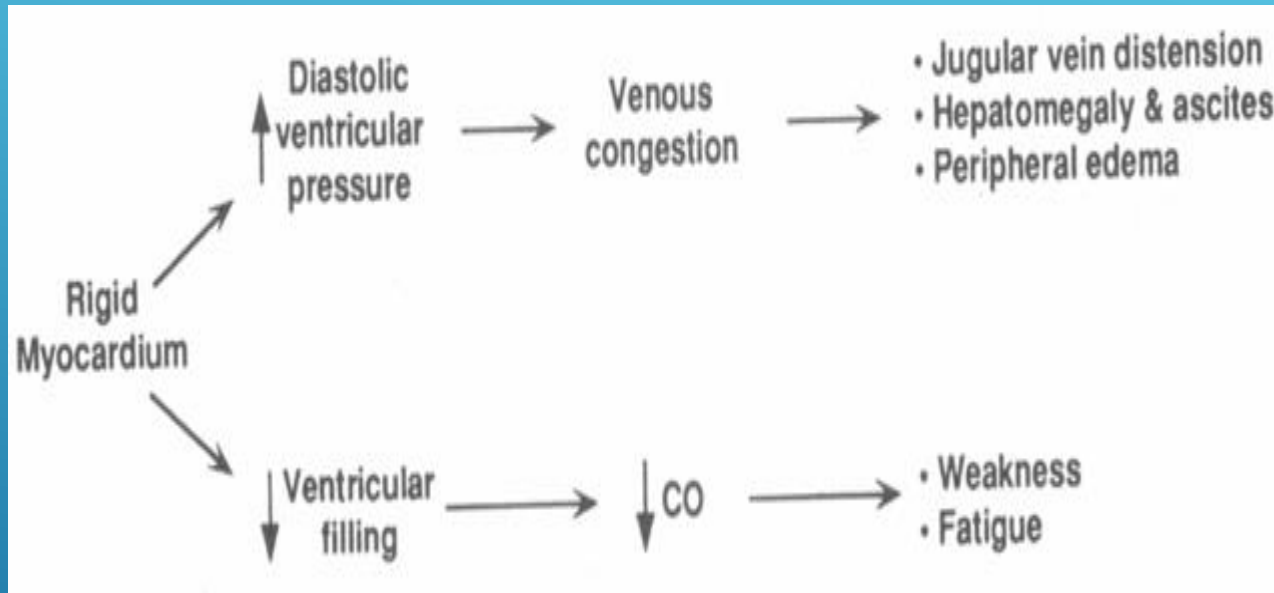 Diastolic
ventricular
pressure
Venous
congestion
• Jugular vein distension
• Hepatomegaly & ascites
• Peripheral edema
Rigid
Myocardium
Ventricular
filling
CO
• Weakness
• Fatigue